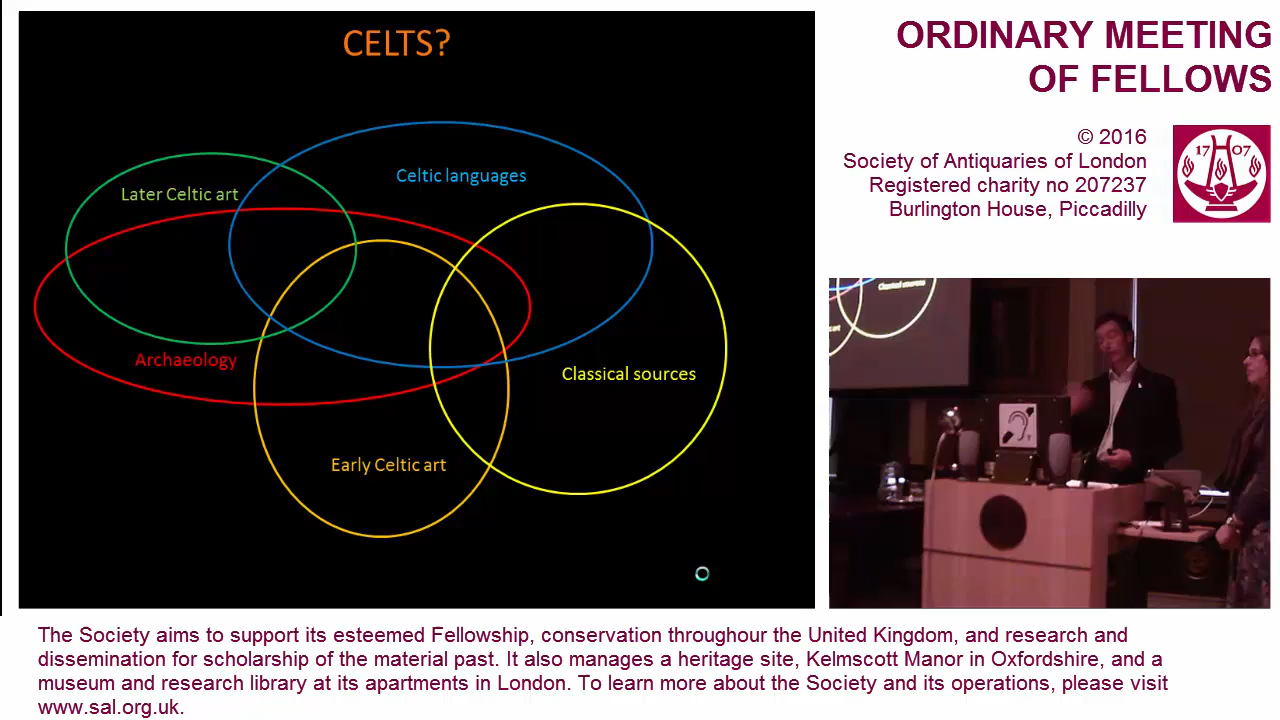 CELTS?
Later Celtic art
Celtic languages
Archaeology
Classical sources
Early Celtic art
ORDINARY MEETING
OF FELLOWS
© 2016
Society of Antiquaries of London
Registered charity no 207237
Burlington House, Piccadilly
17 07
Classical sources
art
The Society aims to support its esteemed Fellowship, conservation throughour the United Kingdom, and research and
dissemination for scholarship of the material past. It also manages a heritage site, Kelmscott Manor in Oxfordshire, and a
museum and research library at its apartments in London. To learn more about the Society and its operations, please visit
www.sal.org.uk.